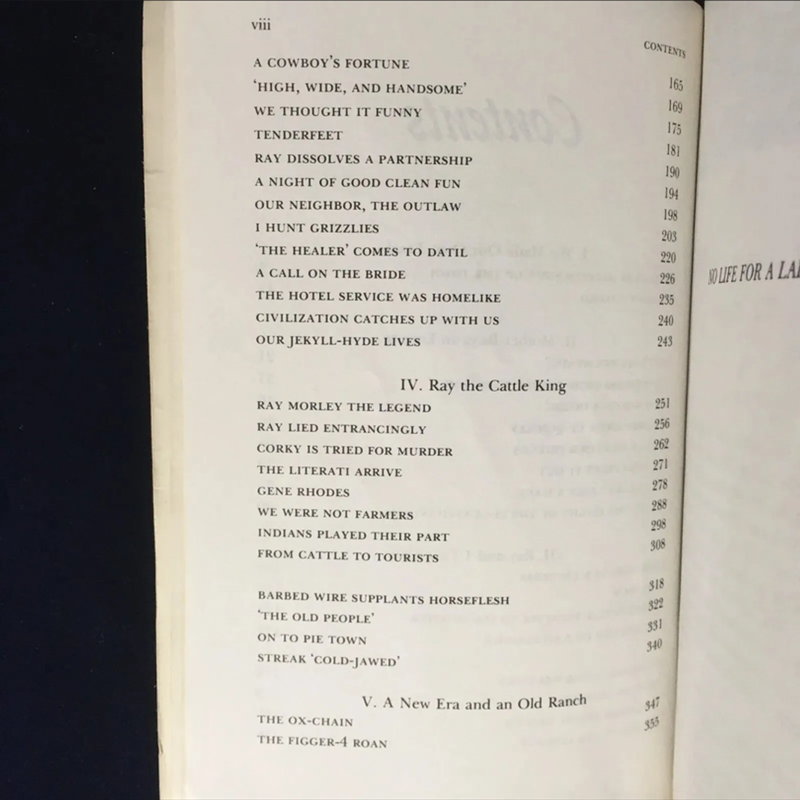 viii
CONTENTS
A COWBOY'S FORTUNE 165
'HIGH, WIDE, AND HANDSOME' 169
WE THOUGHT IT FUNNY 175
TENDERFEET 181
RAY DISSOLVES A PARTNERSHIP 190
A NIGHT OF GOOD CLEAN FUN 194
OUR NEIGHBOR, THE OUTLAW 198
I HUNT GRIZZLIES 203
'THE HEALER' COMES TO DATIL 220
A CALL ON THE BRIDE 226
THE HOTEL SERVICE WAS HOMELIKE 235
CIVILIZATION CATCHES UP WITH US 240
OUR JEKYLL-HYDE LIVES 243
IV. Ray the Cattle King
RAY MORLEY THE LEGEND 251
RAY LIED ENTRANCINGLY 256
CORKY IS TRIED FOR MURDER 262
THE LITERATI ARRIVE 271
GENE RHODES 278
WE WERE NOT FARMERS 288
INDIANS PLAYED THEIR PART 298
FROM CATTLE TO TOURISTS 308
BARBED WIRE SUPPLANTS HORSEFLESH 318
'THE OLD PEOPLE' 322
ON TO PIE TOWN 331
STREAK 'COLD-JAWED' 340
V. A New Era and an Old Ranch
THE OX-CHAIN 347
THE FIGGER-4 ROAN 355
NO LIFE FOR A